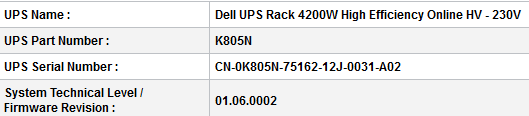 UPS Name : Dell UPS Rack 4200W High Efficiency Online HV - 230V
UPS Part Number : K805N
UPS Serial Number : CN-0K805N-75162-12J-0031-A02
System Technical Level /
Firmware Revision : 01.06.0002